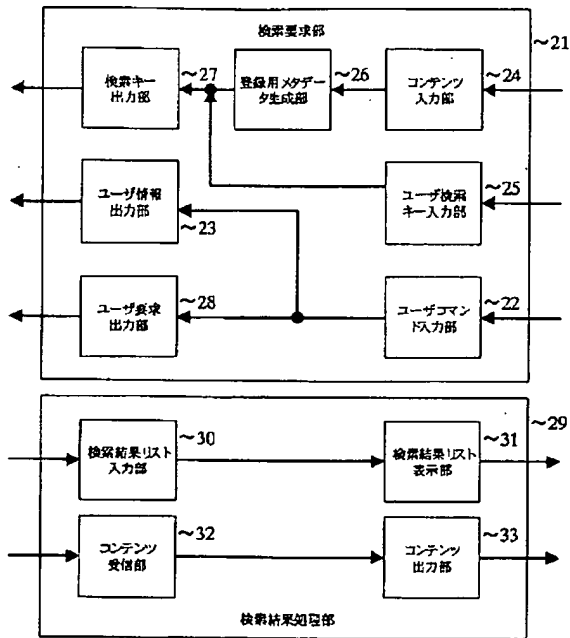 検索要求部
〜21
検索キー
出力部
〜27
登録用メタデー
タ生成部
〜26
コンテンツ
入力部
〜24
ユーザ情報
出力部
〜23
ユーザ検索
キー入力部
〜25
ユーザ要求
出力部
〜28
ユーザコマン
ド入力部
〜22
〜29
検索結果リスト
入力部
〜30
検索結果リスト
表示部
〜31
コンテンツ
受信部
〜32
コンテンツ
出力部
〜33
検索結果処理部